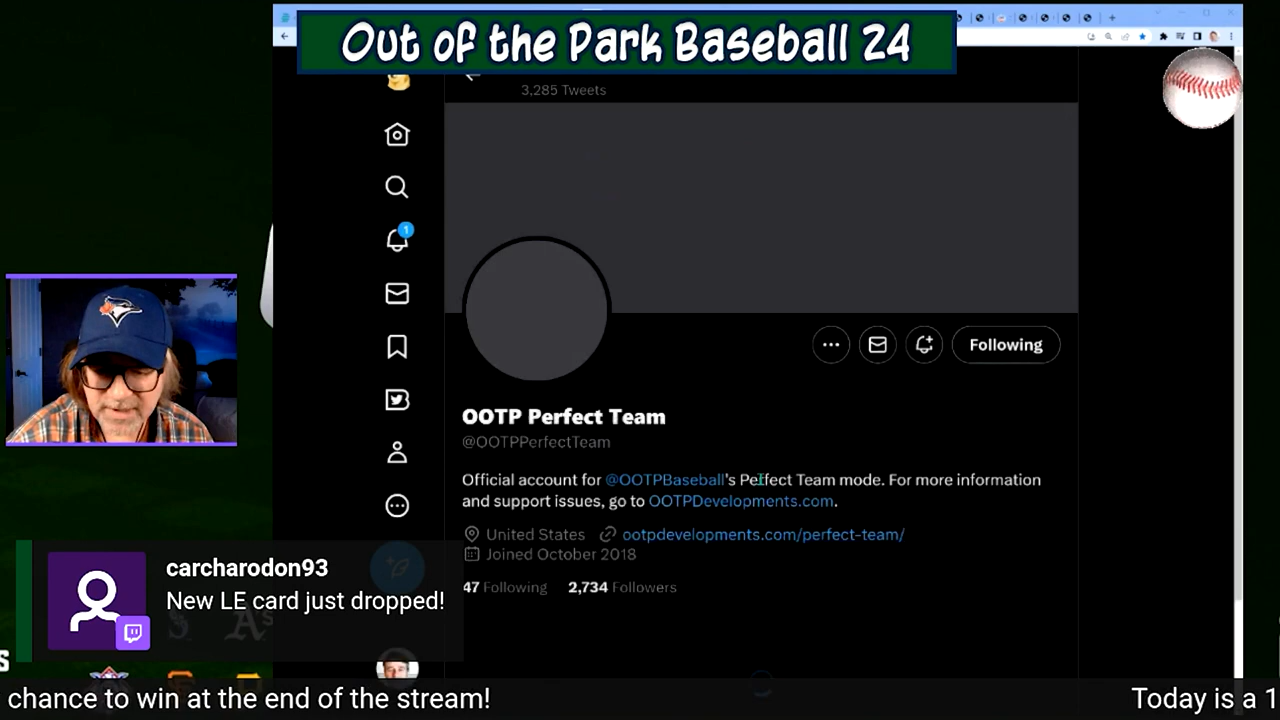 Out of the Park Baseball 24
3,285 Tweets
1
Following
OOTP Perfect Team
@OOTPPerfectTeam
Official account for @OOTPBaseball's Perfect Team mode. For more information
and support issues, go to OOTPDevelopments.com.
United States ootpdevelopments.com/perfect-team/
Joined October 2018
47 Following 2,734 Followers
carcharodon93
New LE card just dropped!
A's
S
chance to win at the end of the stream!
Today is a 1